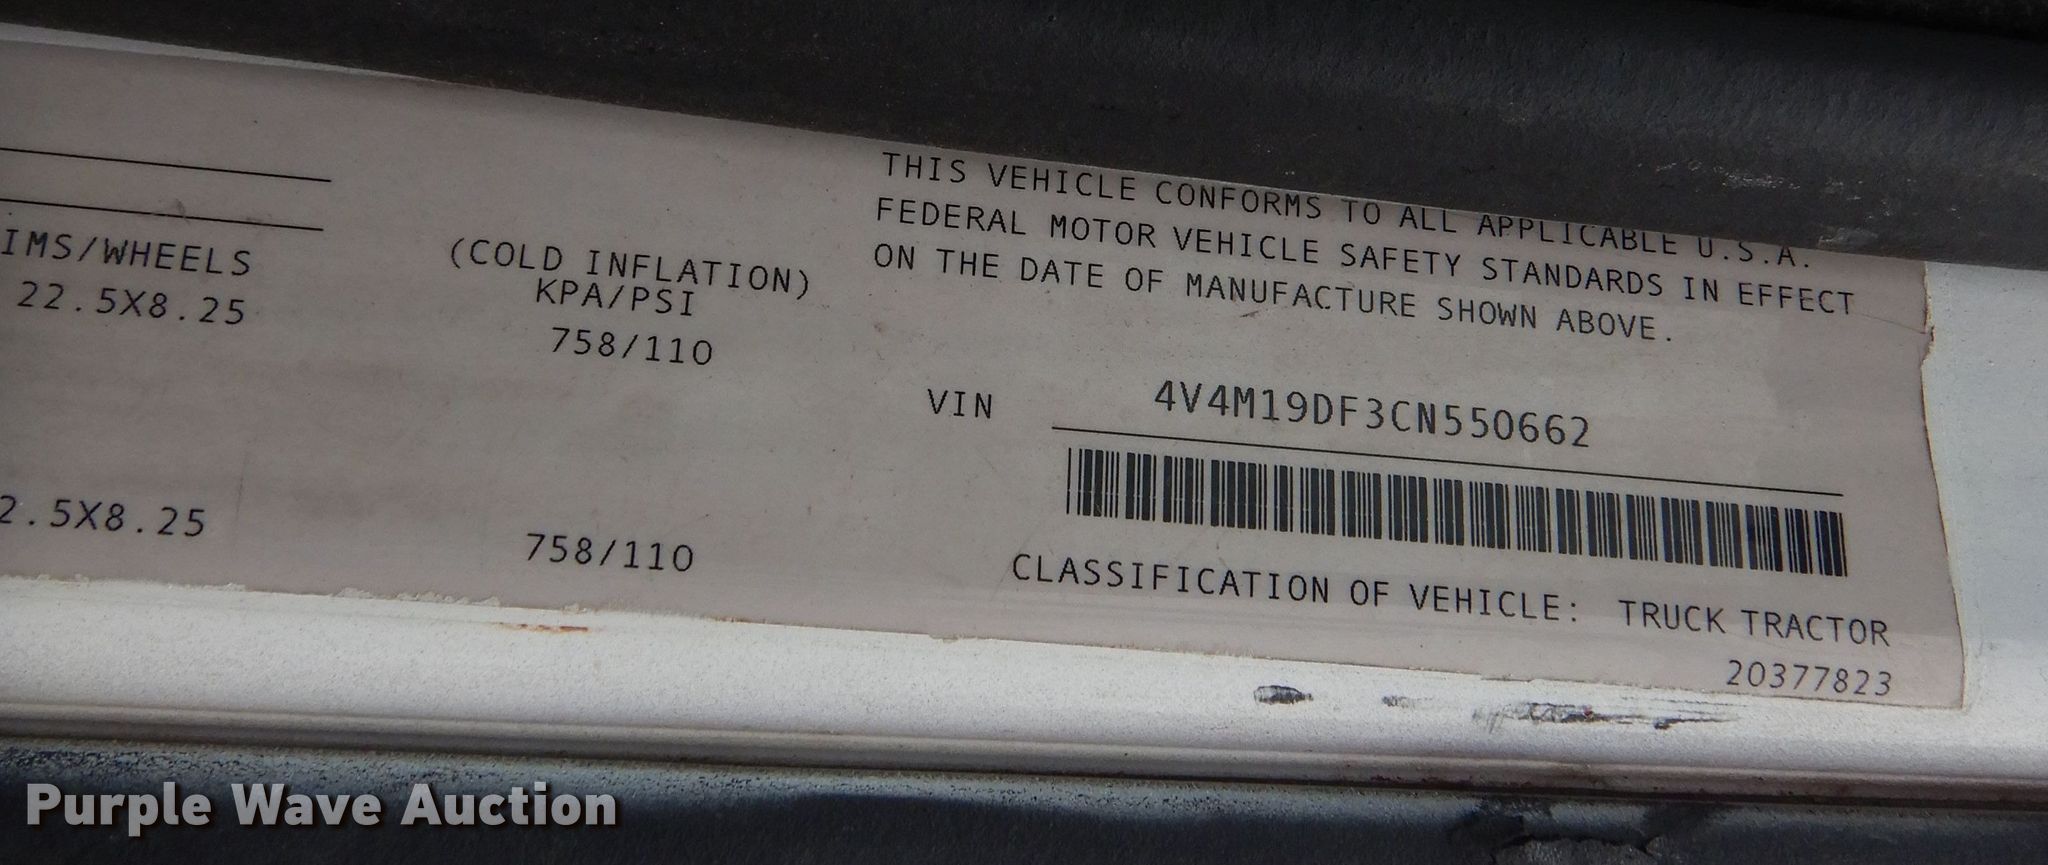 THIS VEHICLE CONFORMS TO ALL APPLICABLE U.S.A.
FEDERAL MOTOR VEHICLE SAFETY STANDARDS IN EFFECT
ON THE DATE OF MANUFACTURE SHOWN ABOVE.
IMS/WHEELS
22.5X8.25
(COLD INFLATION)
KPA/PSI
758/110
VIN 4V4M19DF3CN550662
2.5X8.25
758/110
CLASSIFICATION OF VEHICLE: TRUCK TRACTOR
20377823
Purple Wave Auction